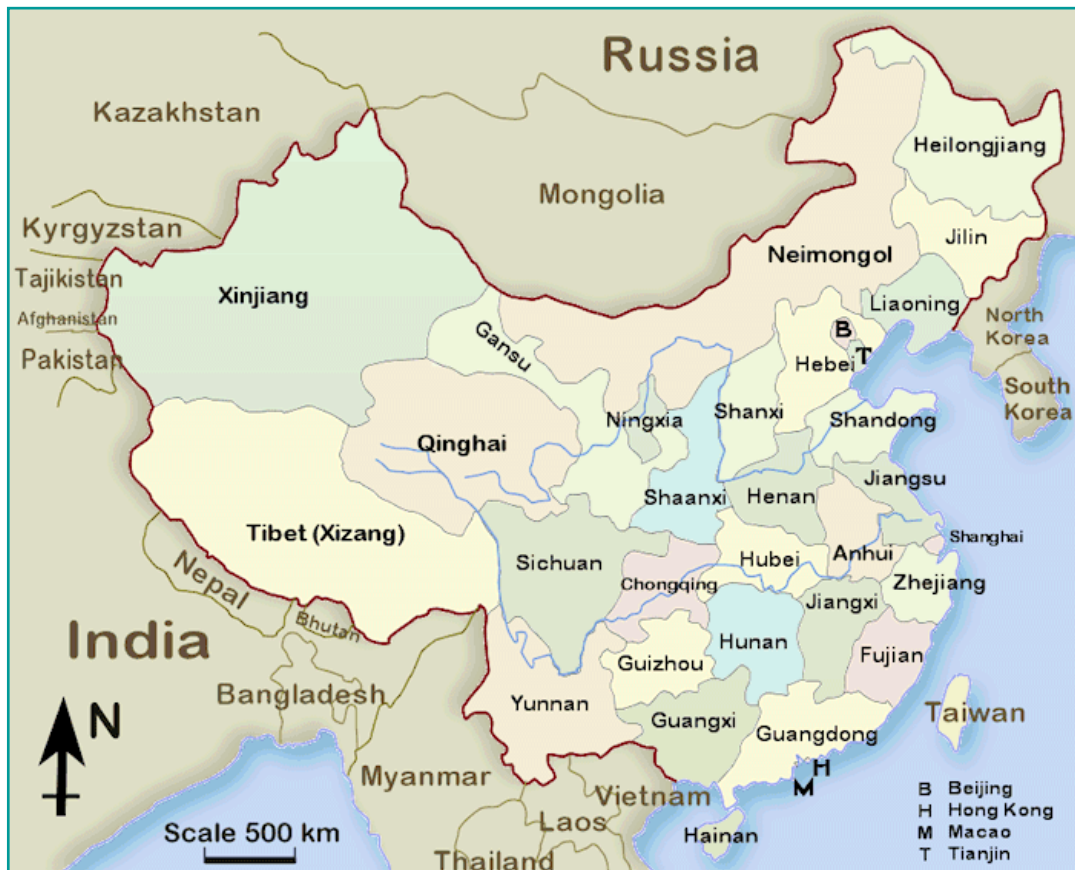 Russia
Kazakhstan
Heilongjiang
Mongolia
Kyrgyzstan
Jilin
Neimongol
Tajikistan
Xinjiang
Liaoning
Afghanistan
North
Korea
B
Gansu
Pakistan
T
Hebei
South
Korea
Shanxi
Ningxia
Shandong
Qinghai
Jiangsu
Shaanxi
Henan
Tibet (Xizang)
Shanghai
Anhui
Hubei
Sichuan
Chongqing
Zhejiang
Nepal
Jiangxi
Bhutan
India
Hunan
Fujian
Guizhou
Bangladesh
Yunnan
Taiwan
N
Guangxi
Guangdong
H
Myanmar
M
Vietnam
B Beijing
H Hong Kong
Laos
Scale 500 km
Hainan
M Macao
T Tianjin
Thailand